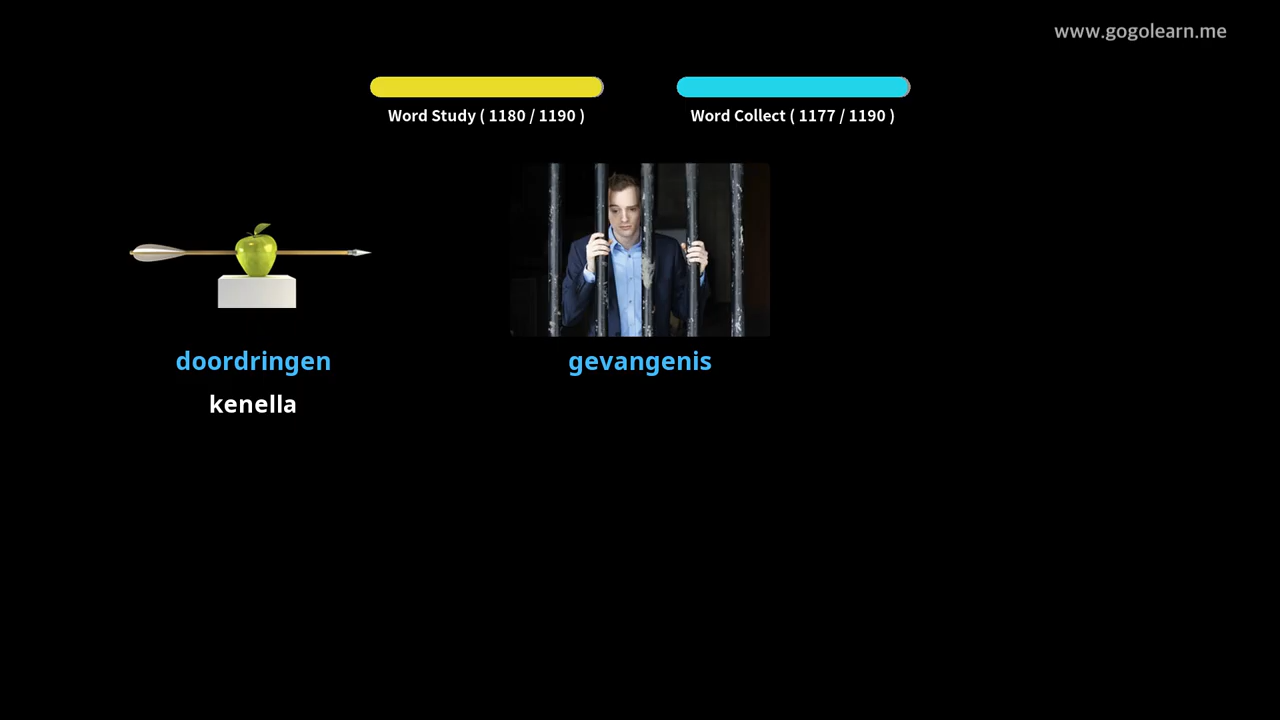 www.gogolearn.me
Word Study ( 1180 / 1190 )
Word Collect ( 1177 / 1190 )
doordringen
gevangenis
kenella